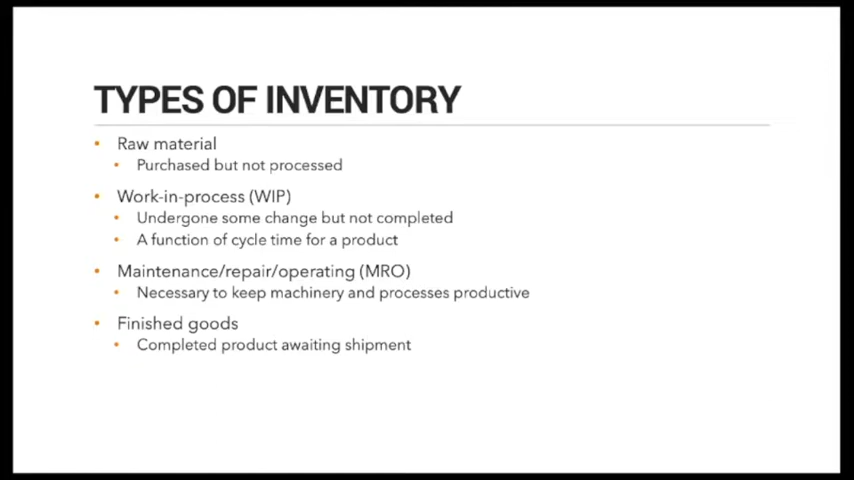 TYPES OF INVENTORY
• Raw material
• Purchased but not processed
• Work-in-process (WIP)
• Undergone some change but not completed
• A function of cycle time for a product
• Maintenance/repair/operating (MRO)
• Necessary to keep machinery and processes productive
• Finished goods
• Completed product awaiting shipment